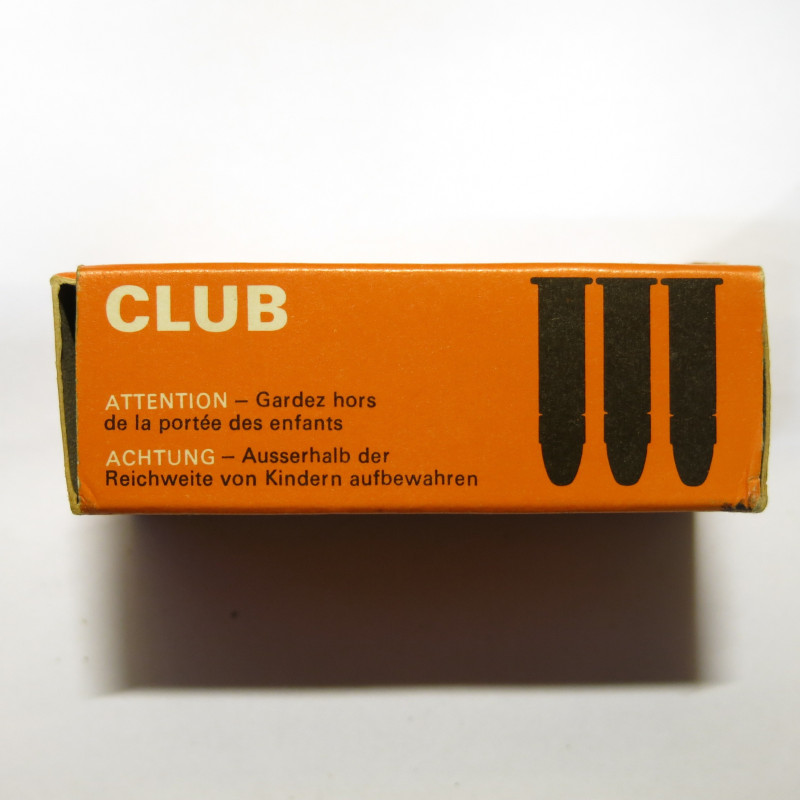 CLUB
ATTENTION – Gardez hors
de la portée des enfants
ACHTUNG – Ausserhalb der
Reichweite von Kindern aufbewahren